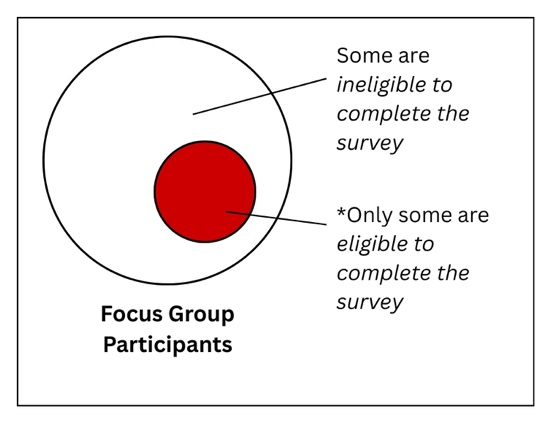 Some are
ineligible to
complete the
survey
*Only some are
eligible to
complete the
survey
Focus Group
Participants